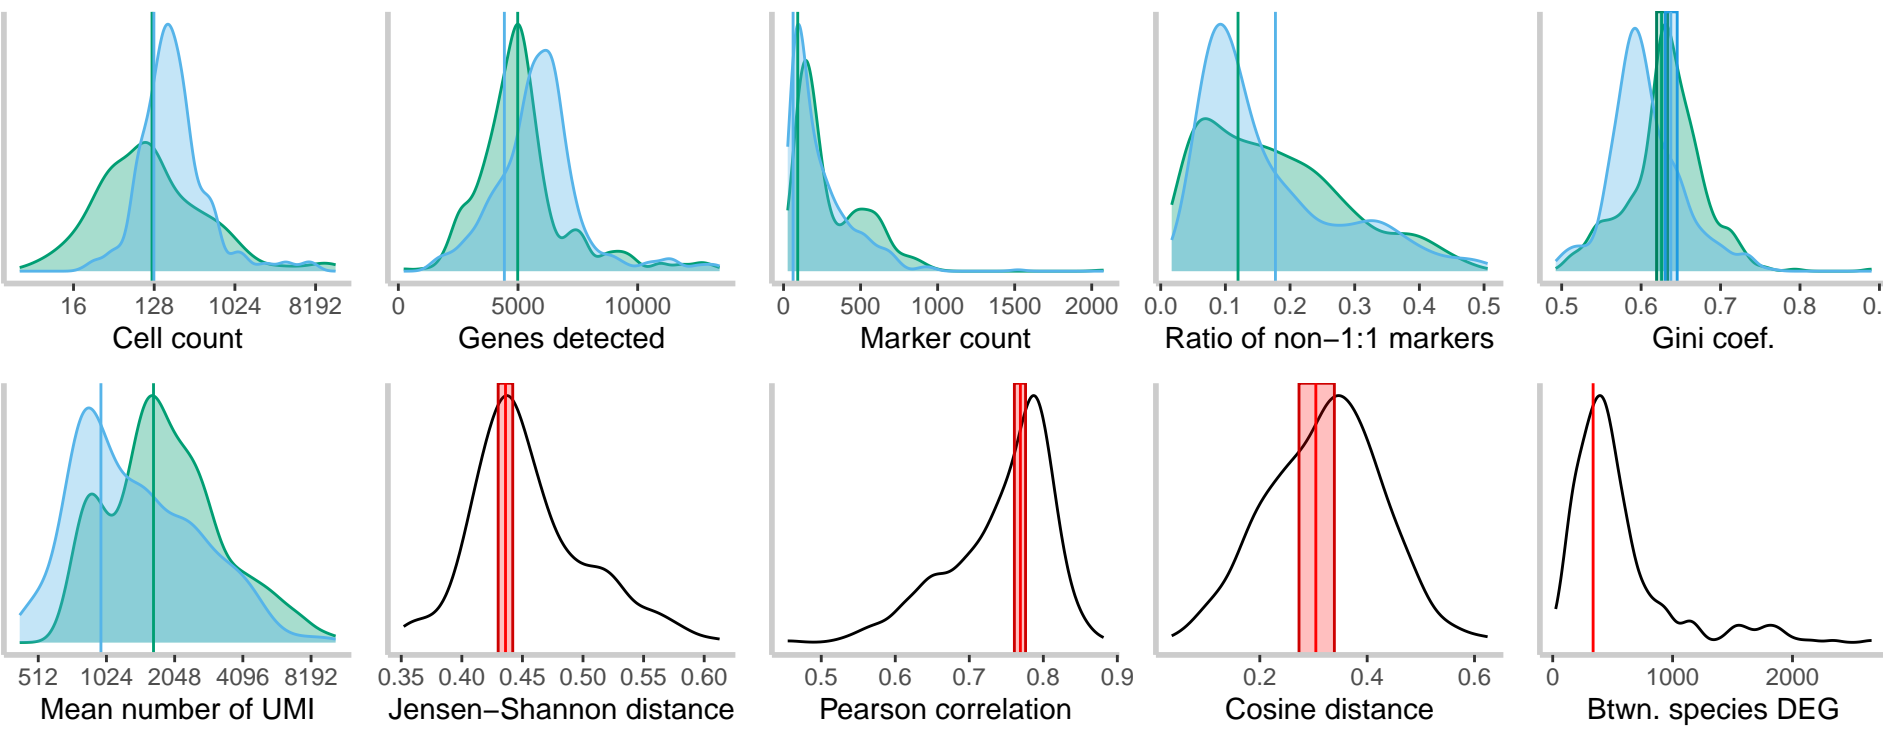 16 128 1024 8192
Cell count
0 5000 10000
Genes detected
0 500 1000 1500 2000
Marker count
0.0 0.1 0.2 0.3 0.4 0.5
Ratio of non−1:1 markers
0.5 0.6 0.7 0.8 0.
Gini coef.
512 1024 2048 4096 8192
Mean number of UMI
0.35 0.40 0.45 0.50 0.55 0.60
Jensen−Shannon distance
0.5 0.6 0.7 0.8 0.9
Pearson correlation
0.2 0.4 0.6
Cosine distance
0 1000 2000
Btwn. species DEG